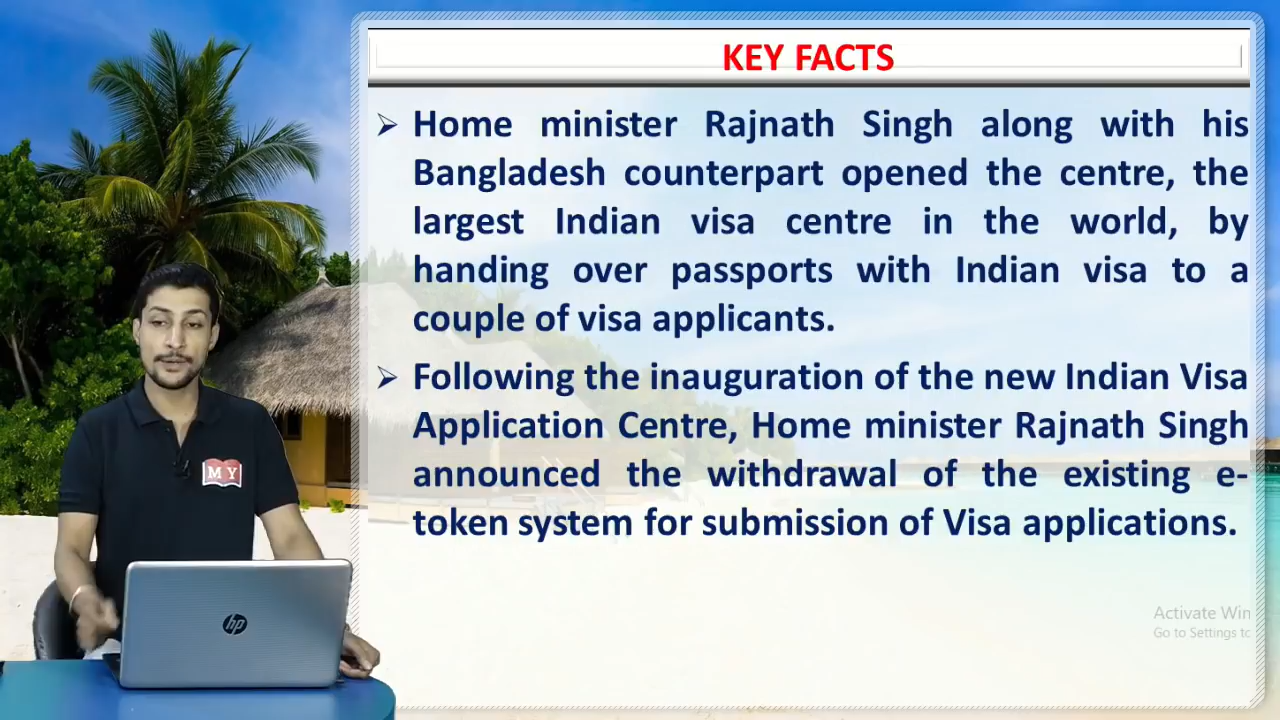 KEY FACTS
➢ Home minister Rajnath Singh along with his
Bangladesh counterpart opened the centre, the
largest Indian visa centre in the world, by
handing over passports with Indian visa to a
couple of visa applicants.
➢ Following the inauguration of the new Indian Visa
Application Centre, Home minister Rajnath Singh
announced the withdrawal of the existing e-
token system for submission of Visa applications.
M Y
hp
Activate Win
Go to Settings tc